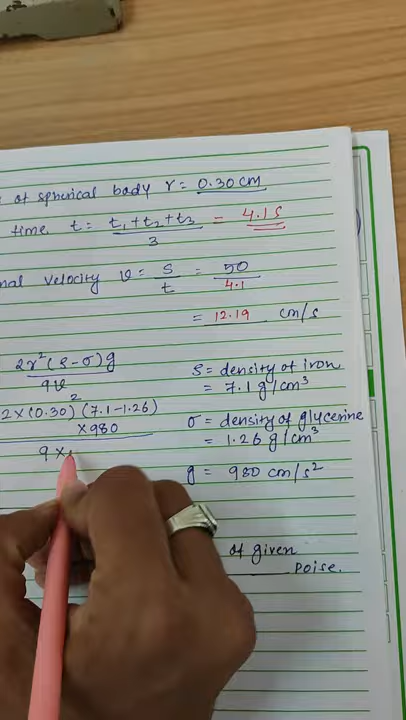 of spherical body r = 0.30 cm
time t = t₁+t₂+t₃ / 3 = 4.1 s
nal velocity v = s / t = 50 / 4.1
= 12.19 cm/s
2r²(ρ-σ)g / 9v
2×(0.30)²(7.1-1.26) ×980
9×
ρ = density of iron
= 7.1 g/cm³
σ = density of glycerine
= 1.26 g/cm³
g = 980 cm/s²
of given
poise.